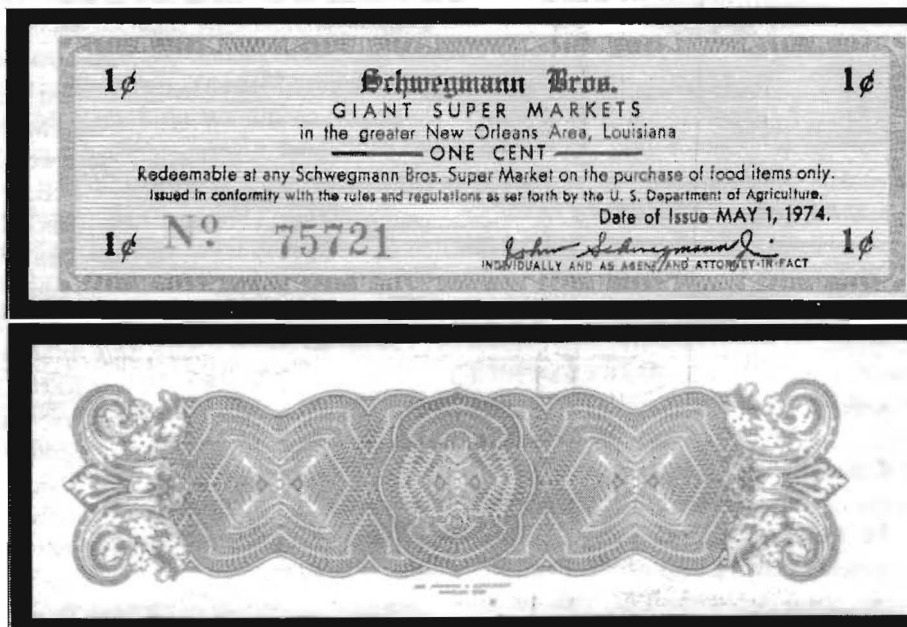 1¢ Schwegmann Bros. 1¢
GIANT SUPER MARKETS
in the greater New Orleans Area, Louisiana
ONE CENT
Redeemable at any Schwegmann Bros. Super Market on the purchase of food items only.
Issued in conformity with the rules and regulations as set forth by the U. S. Department of Agriculture.
Date of Issue MAY 1, 1974.
1¢ No 75721 John Schwegmann Jr. 1¢
INDIVIDUALLY AND AS AGENT AND ATTORNEY-IN-FACT